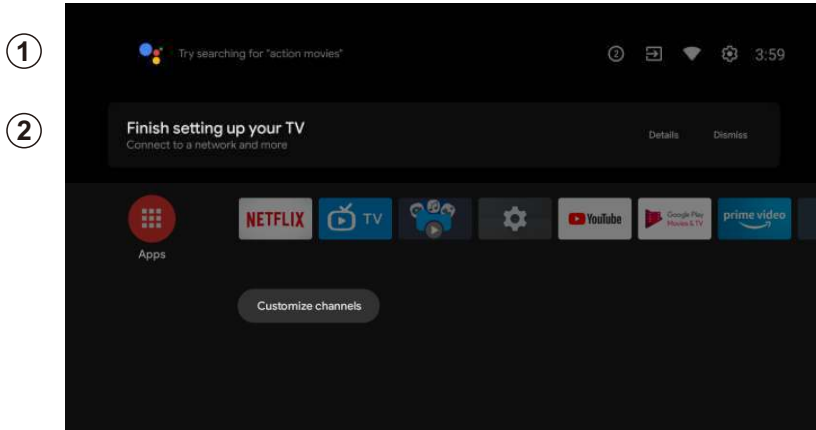 1
Try searching for "action movies"
2
3:59
2
Finish setting up your TV
Connect to a network and more
Details
Dismiss
NETFLIX
TV
YouTube
Google Play
Movies & TV
prime video
Apps
Customize channels